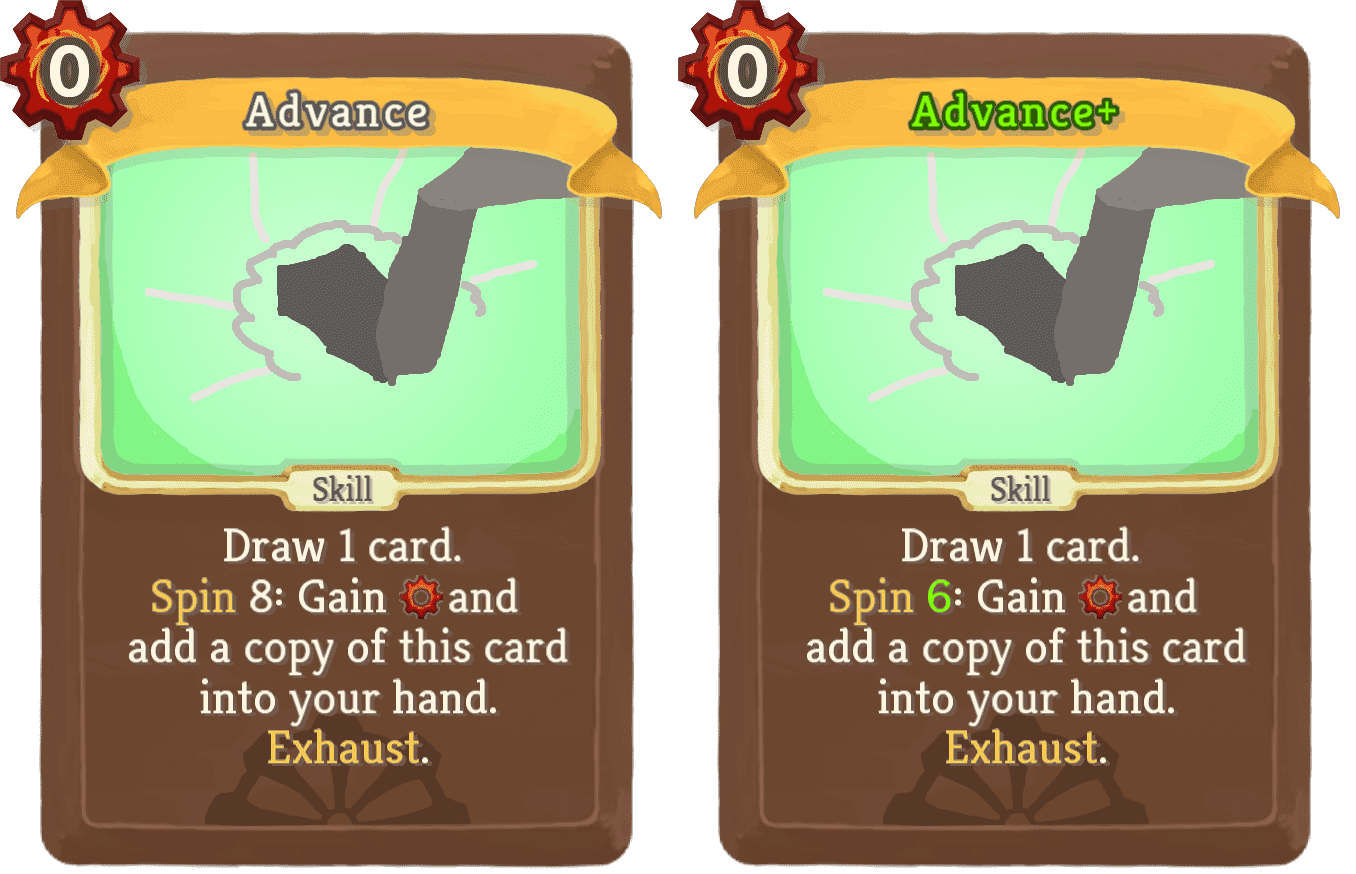 0
Advance
Skill
Draw 1 card.
Spin 8: Gain and
add a copy of this card
into your hand.
Exhaust.
0
Advance+
Skill
Draw 1 card.
Spin 6: Gain and
add a copy of this card
into your hand.
Exhaust.